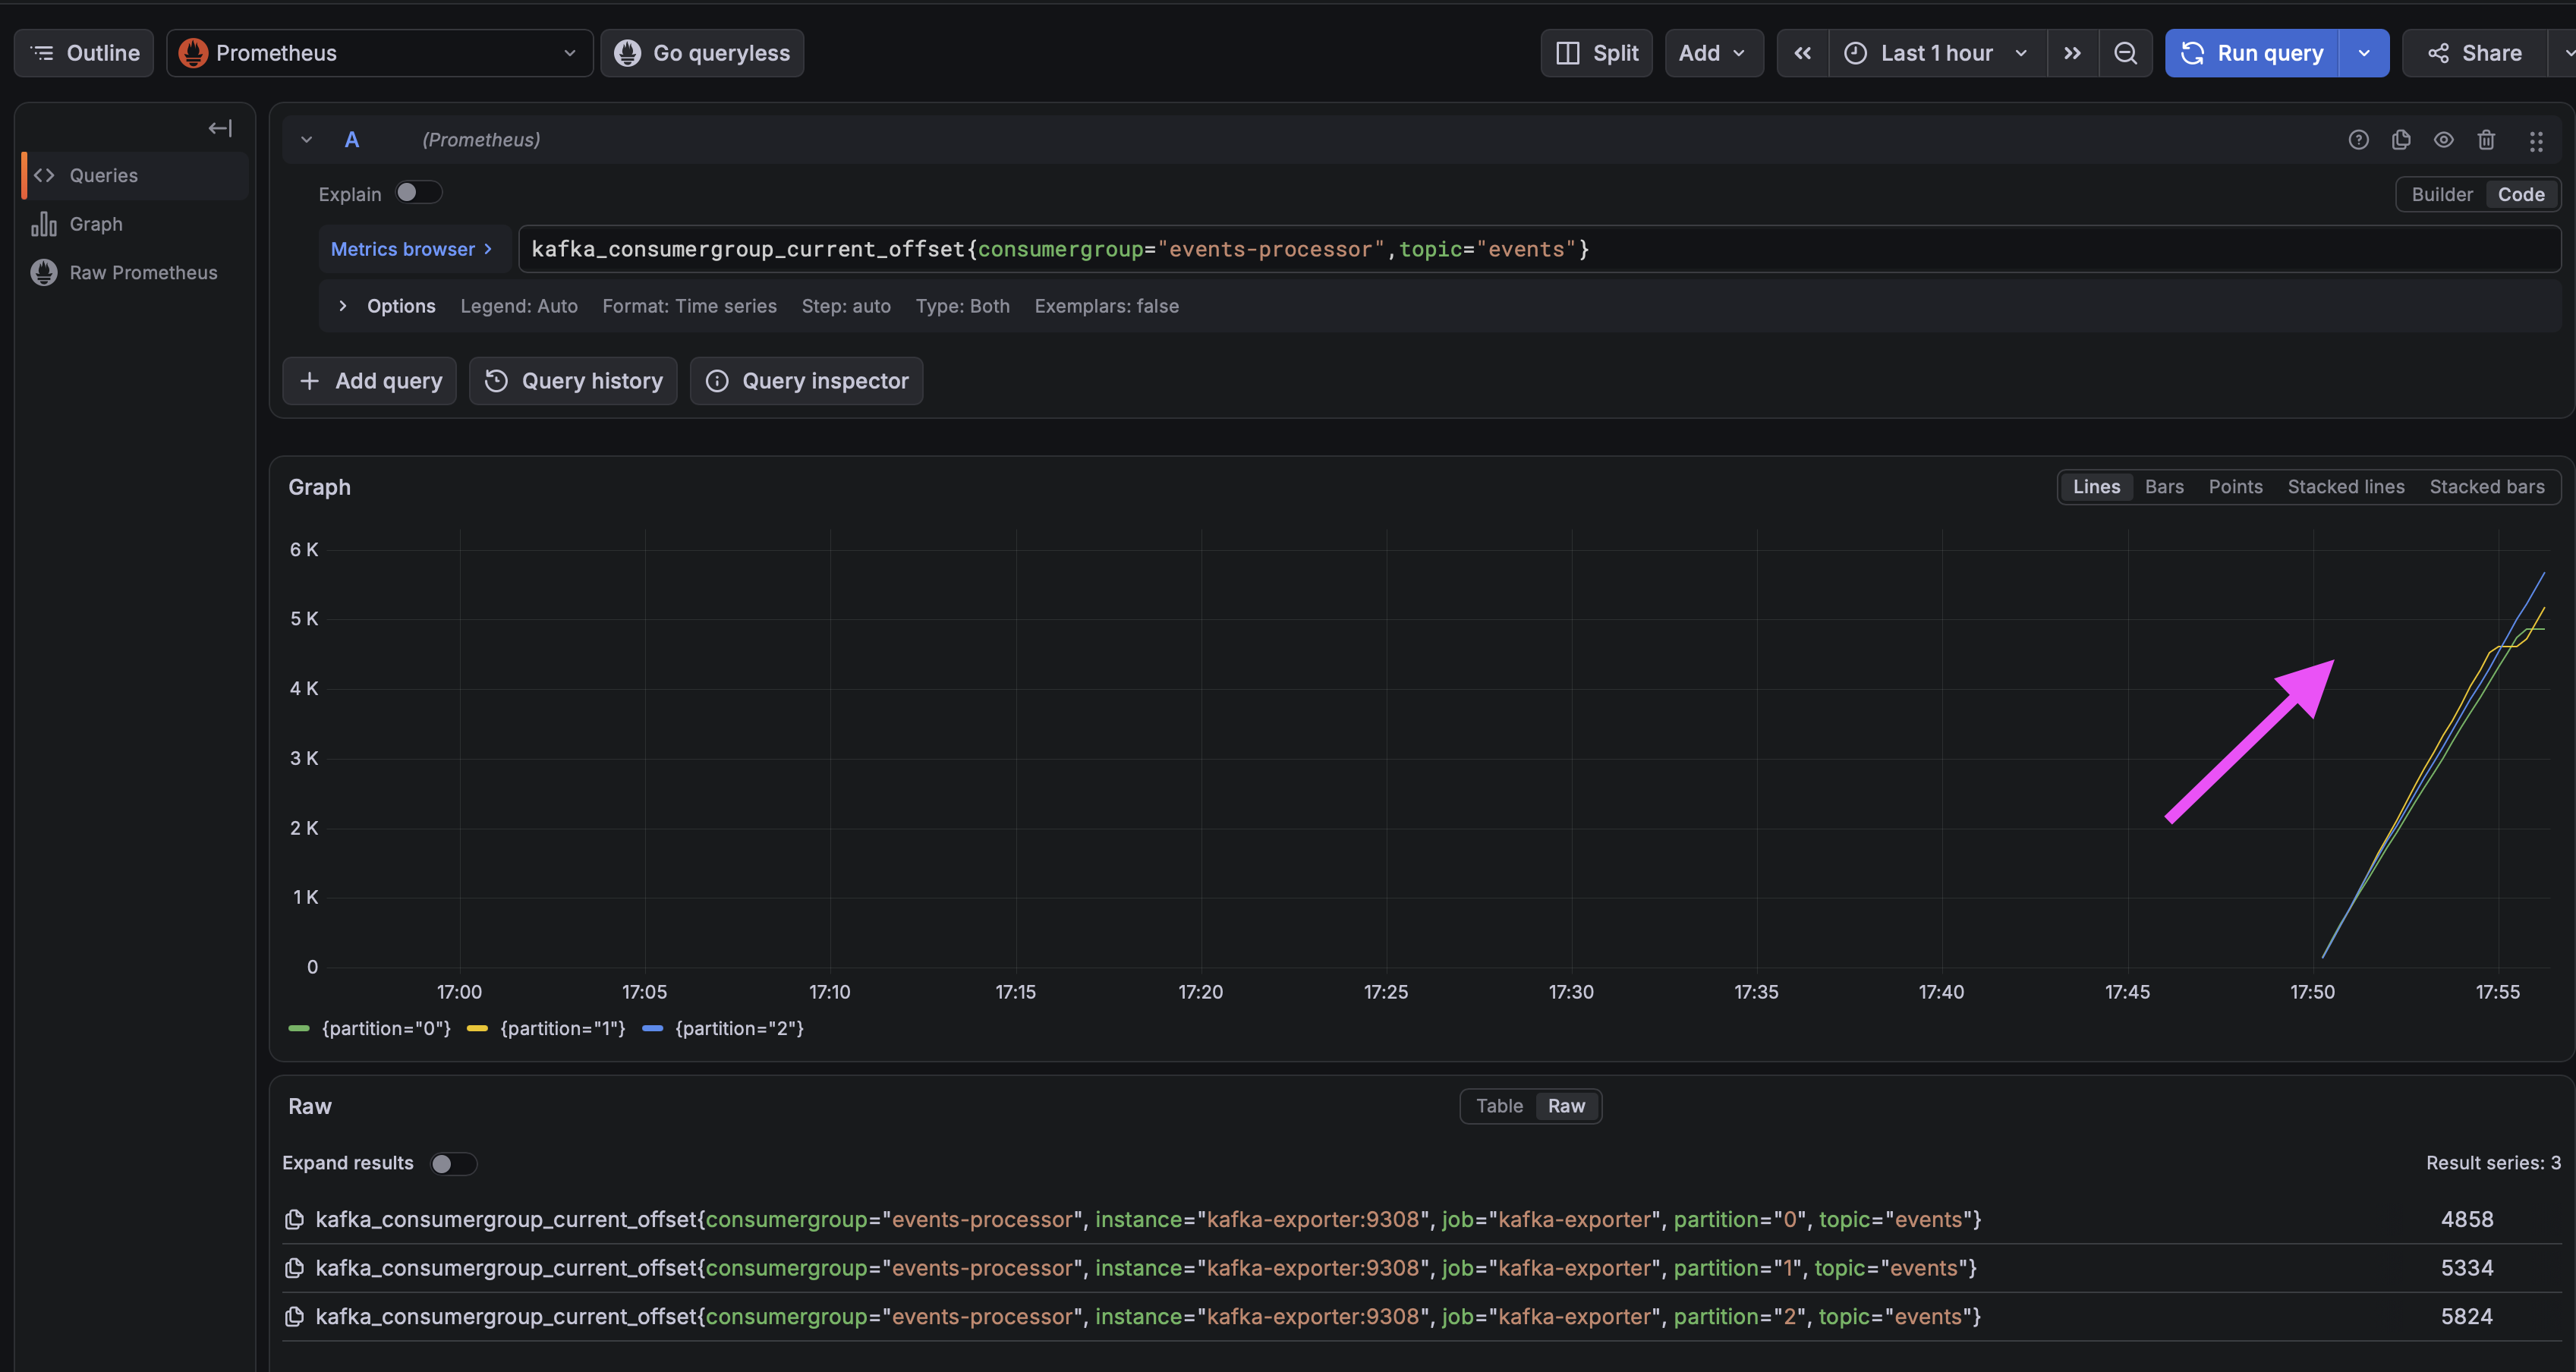 Outline Prometheus Go queryless Split Add Last 1 hour Run query Share
Queries
Graph
Raw Prometheus
A (Prometheus)
Explain Builder Code
Metrics browser kafka_consumergroup_current_offset{consumergroup="events-processor",topic="events"}
Options Legend: Auto Format: Time series Step: auto Type: Both Exemplars: false
Add query Query history Query inspector
Graph Lines Bars Points Stacked lines Stacked bars
6 K
5 K
4 K
3 K
2 K
1 K
0
17:00 17:05 17:10 17:15 17:20 17:25 17:30 17:35 17:40 17:45 17:50 17:55
{partition="0"} {partition="1"} {partition="2"}
Raw Table Raw
Expand results Result series: 3
kafka_consumergroup_current_offset{consumergroup="events-processor", instance="kafka-exporter:9308", job="kafka-exporter", partition="0", topic="events"} 4858
kafka_consumergroup_current_offset{consumergroup="events-processor", instance="kafka-exporter:9308", job="kafka-exporter", partition="1", topic="events"} 5334
kafka_consumergroup_current_offset{consumergroup="events-processor", instance="kafka-exporter:9308", job="kafka-exporter", partition="2", topic="events"} 5824